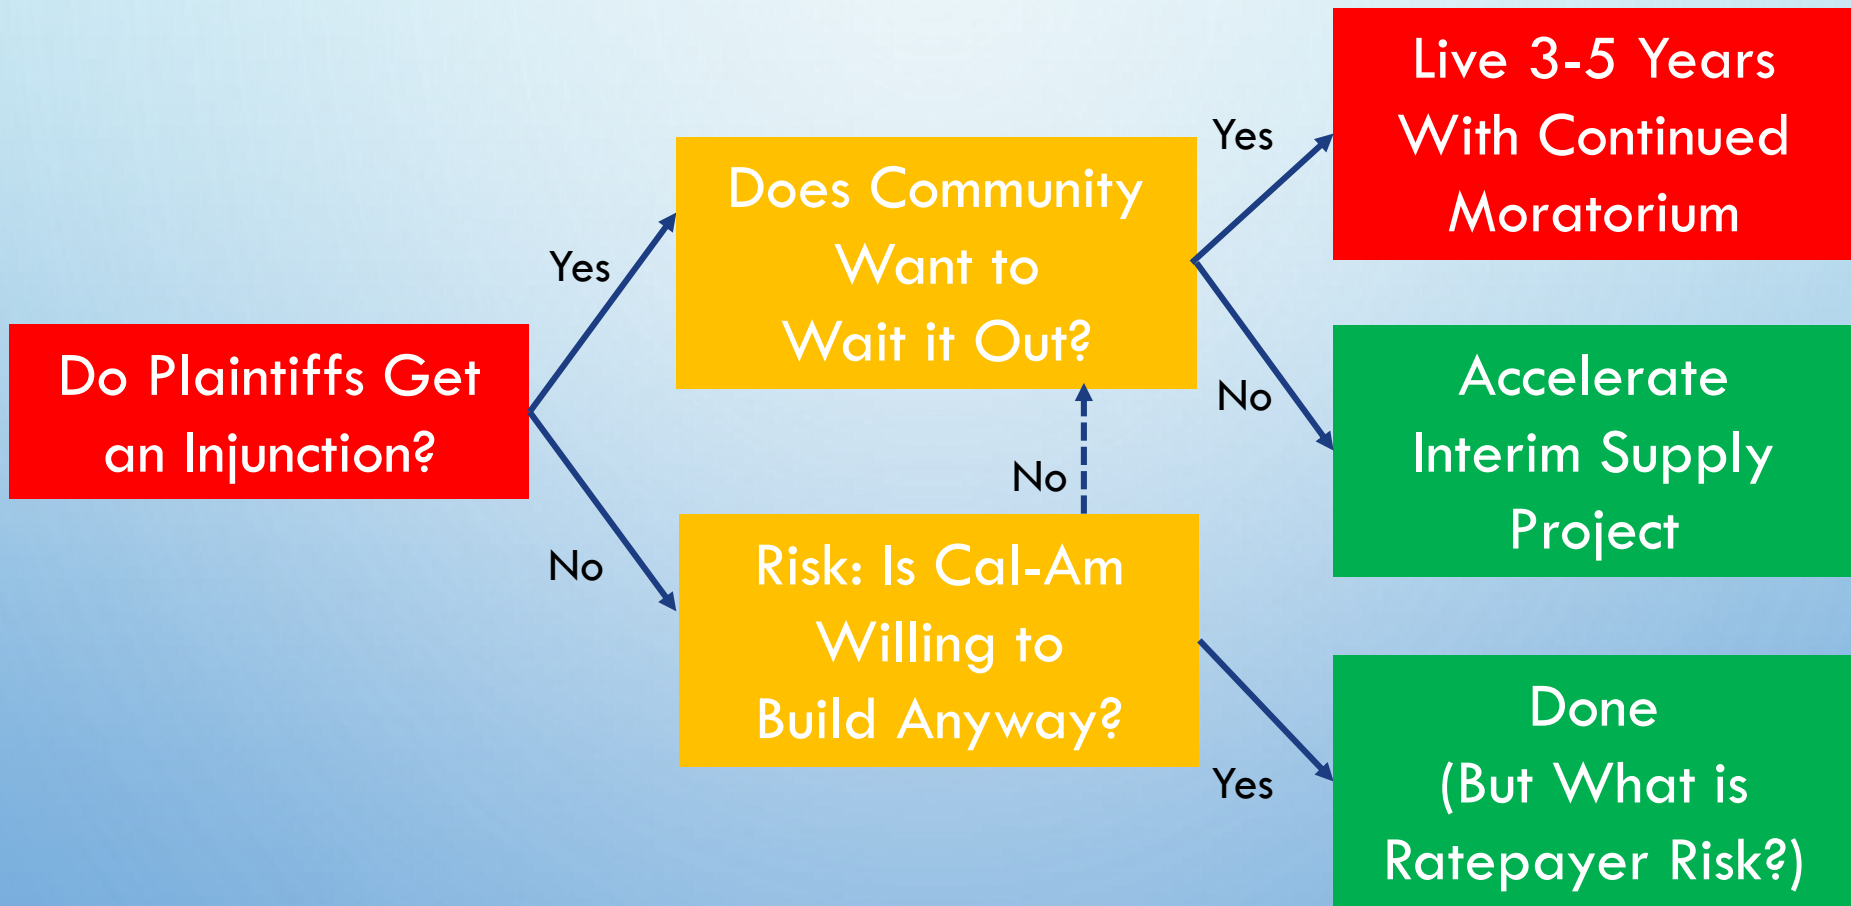 Do Plaintiffs Get
an Injunction?
Yes
No
Does Community
Want to
Wait it Out?
No
Risk: Is Cal-Am
Willing to
Build Anyway?
Yes
No
Yes
Live 3-5 Years
With Continued
Moratorium
Accelerate
Interim Supply
Project
Done
(But What is
Ratepayer Risk?)